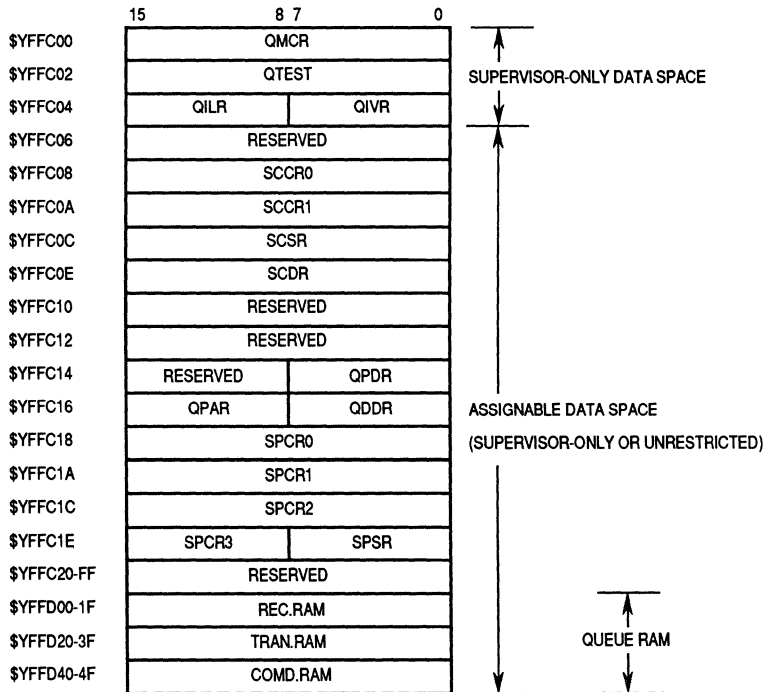 15 8 7 0
$YFFC00 QMCR
$YFFC02 QTEST SUPERVISOR-ONLY DATA SPACE
$YFFC04 QILR QIVR
$YFFC06 RESERVED
$YFFC08 SCCR0
$YFFC0A SCCR1
$YFFC0C SCSR
$YFFC0E SCDR
$YFFC10 RESERVED
$YFFC12 RESERVED
$YFFC14 RESERVED QPDR
$YFFC16 QPAR QDDR ASSIGNABLE DATA SPACE
$YFFC18 SPCR0 (SUPERVISOR-ONLY OR UNRESTRICTED)
$YFFC1A SPCR1
$YFFC1C SPCR2
$YFFC1E SPCR3 SPSR
$YFFC20-FF RESERVED
$YFFD00-1F REC.RAM
$YFFD20-3F TRAN.RAM QUEUE RAM
$YFFD40-4F COMD.RAM